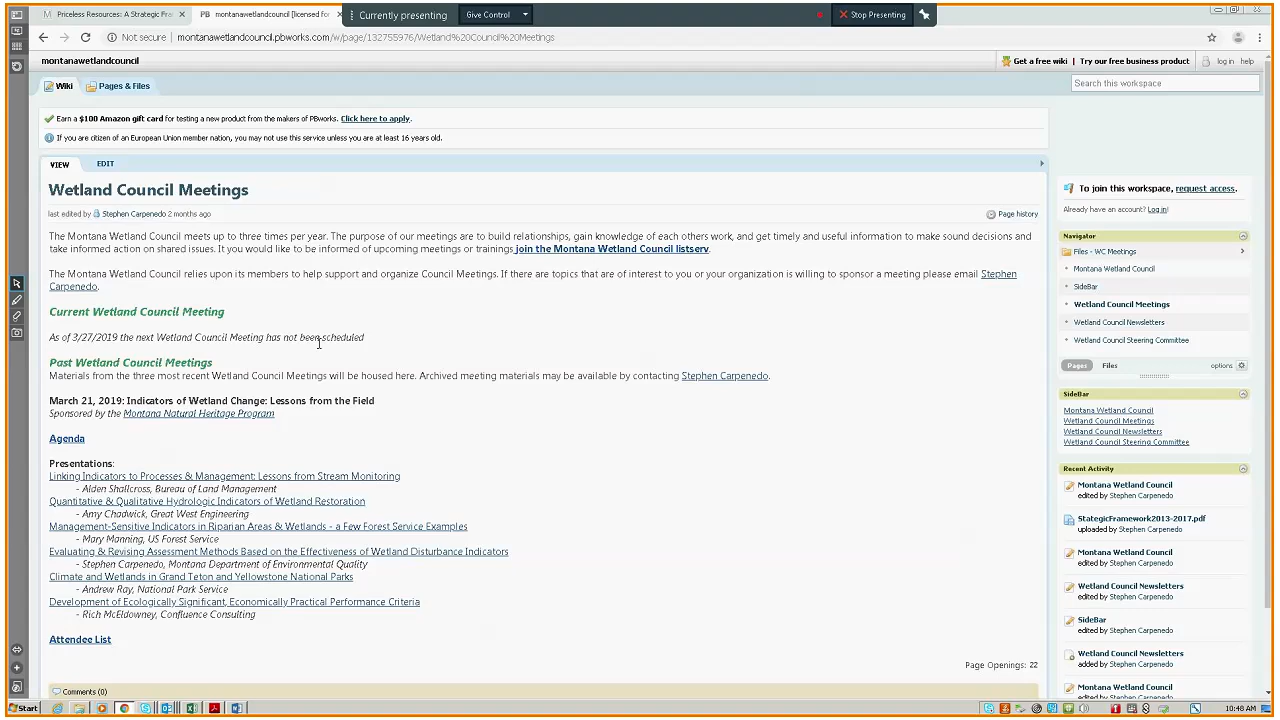 Priceless Resources: A Strategic Fra
montanawetlandcouncil [licensed for
Currently presenting
Give Control
Stop Presenting
Not secure
montanawetlandcouncil.pbworks.com/w/page/132755976/Wetland%20Council%20Meetings
montanawetlandcouncil
Get a free wiki | Try our free business product
log in help
Wiki
Pages & Files
Search this workspace
Earn a $100 Amazon gift card for testing a new product from the makers of PBworks. Click here to apply.
If you are citizen of an European Union member nation, you may not use this service unless you are at least 16 years old.
VIEW
EDIT
Wetland Council Meetings
last edited by Stephen Carpenedo 2 months ago
Page history
The Montana Wetland Council meets up to three times per year. The purpose of our meetings are to build relationships, gain knowledge of each others work, and get timely and useful information to make sound decisions and
take informed action on shared issues. It you would like to be informed of upcoming meetings or trainings join the Montana Wetland Council listserv.
The Montana Wetland Council relies upon its members to help support and organize Council Meetings. If there are topics that are of interest to you or your organization is willing to sponsor a meeting please email Stephen
Carpenedo.
Current Wetland Council Meeting
As of 3/27/2019 the next Wetland Council Meeting has not been scheduled
Past Wetland Council Meetings
Materials from the three most recent Wetland Council Meetings will be hosted here. Archived meeting materials may be available by contacting Stephen Carpenedo.
March 21, 2019: Indicators of Wetland Change: Lessons from the Field
Sponsored by the Montana Natural Heritage Program
Agenda
Presentations:
Linking Indicators to Processes & Management: Lessons from Stream Monitoring
- Alden Shallcross, Bureau of Land Management
Quantitative & Qualitative Hydrologic Indicators of Wetland Restoration
- Amy Chadwick, Great West Engineering
Management-Sensitive Indicators in Riparian Areas & Wetlands - a Few Forest Service Examples
- Mary Manning, US Forest Service
Evaluating & Revising Assessment Methods Based on the Effectiveness of Wetland Disturbance Indicators
- Stephen Carpenedo, Montana Department of Environmental Quality
Climate and Wetlands in Grand Teton and Yellowstone National Parks
- Andrew Ray, National Park Service
Development of Ecologically Significant, Economically Practical Performance Criteria
- Rich McEldowney, Confluence Consulting
Attendee List
Page Openings: 22
Comments (0)
To join this workspace, request access.
Already have an account? Log in!
Navigator
Files - WC Meetings
Montana Wetland Council
SideBar
Wetland Council Meetings
Wetland Council Newsletters
Wetland Council Steering Committee
Pages
Files
options
SideBar
Montana Wetland Council
Wetland Council Meetings
Wetland Council Newsletters
Wetland Council Steering Committee
Recent Activity
Montana Wetland Council
edited by Stephen Carpenedo
StategicFramework2013-2017.pdf
uploaded by Stephen Carpenedo
Montana Wetland Council
edited by Stephen Carpenedo
Wetland Council Newsletters
edited by Stephen Carpenedo
SideBar
edited by Stephen Carpenedo
Wetland Council Newsletters
added by Stephen Carpenedo
Montana Wetland Council
edited by Stephen Carpenedo
Start
10:48 AM